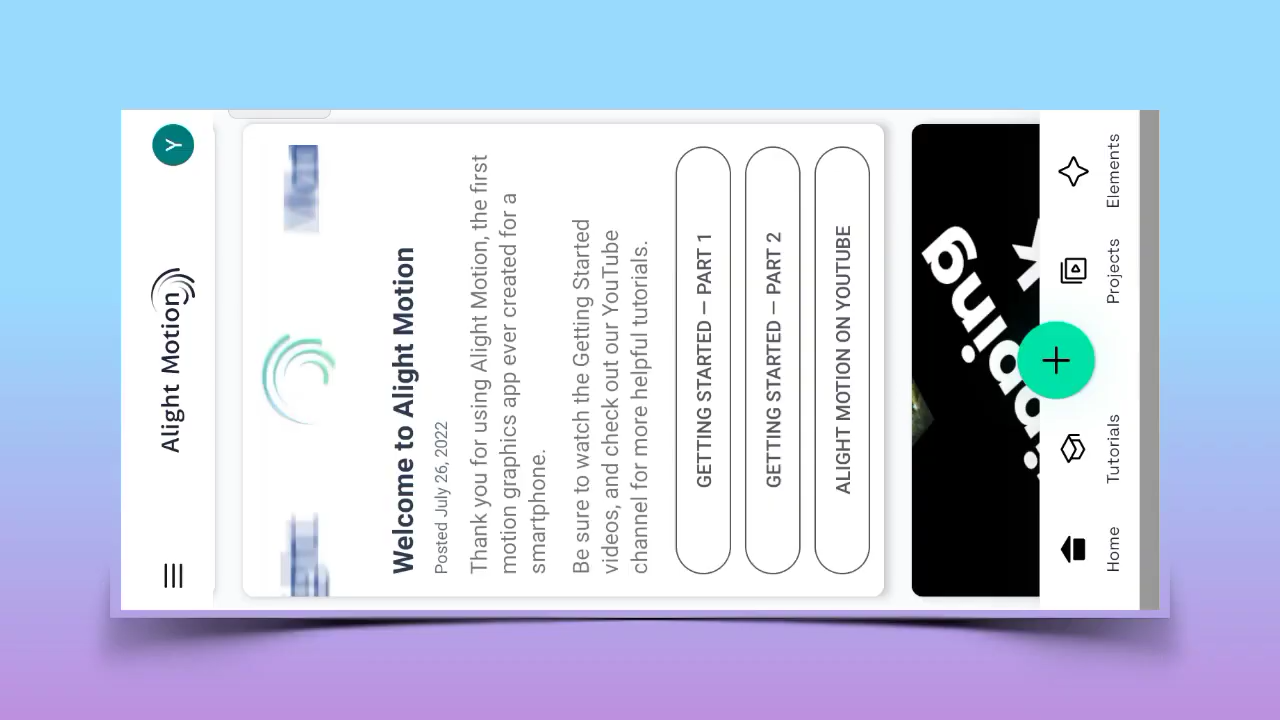 Alight Motion
Y
Welcome to Alight Motion
Posted July 26, 2022
Thank you for using Alight Motion, the first
motion graphics app ever created for a
smartphone.
Be sure to watch the Getting Started
videos, and check out our YouTube
channel for more helpful tutorials.
GETTING STARTED – PART 1
GETTING STARTED – PART 2
ALIGHT MOTION ON YOUTUBE
Home
Tutorials
Projects
Elements